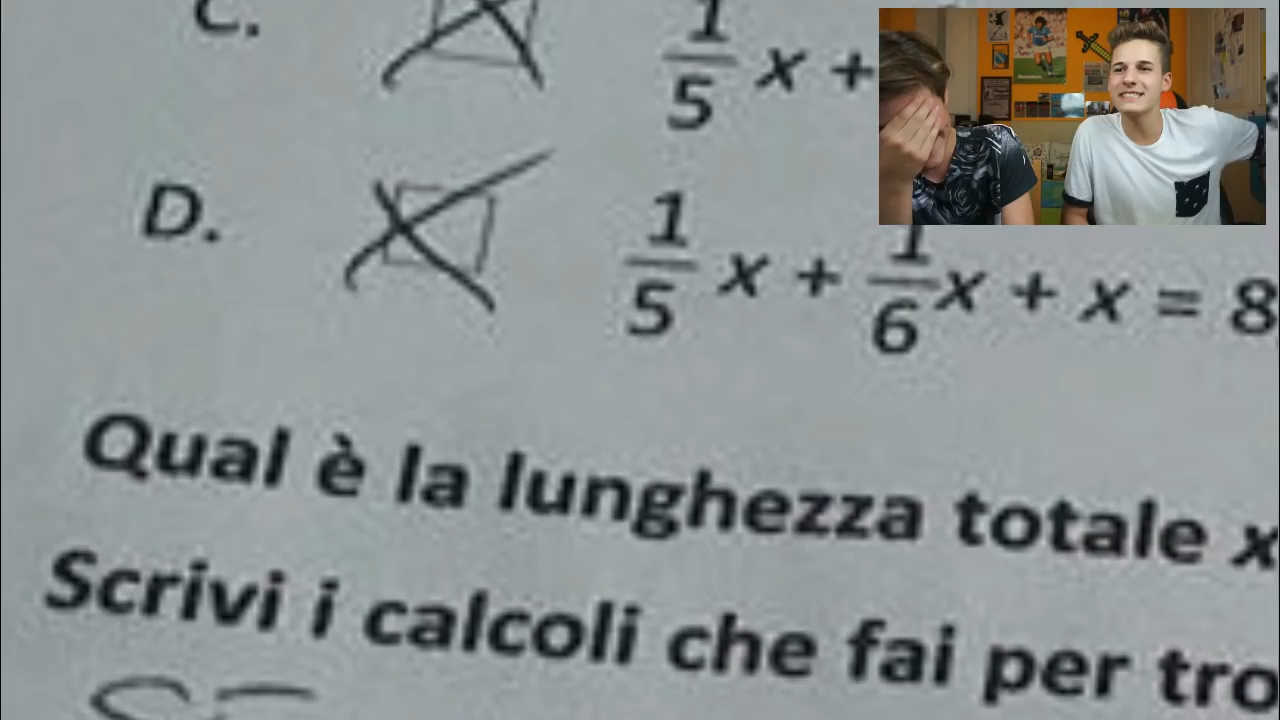 C. 1/5 x +
D. 1/5 x + 1/6 x + x = 8
Qual è la lunghezza totale x
Scrivi i calcoli che fai per tro